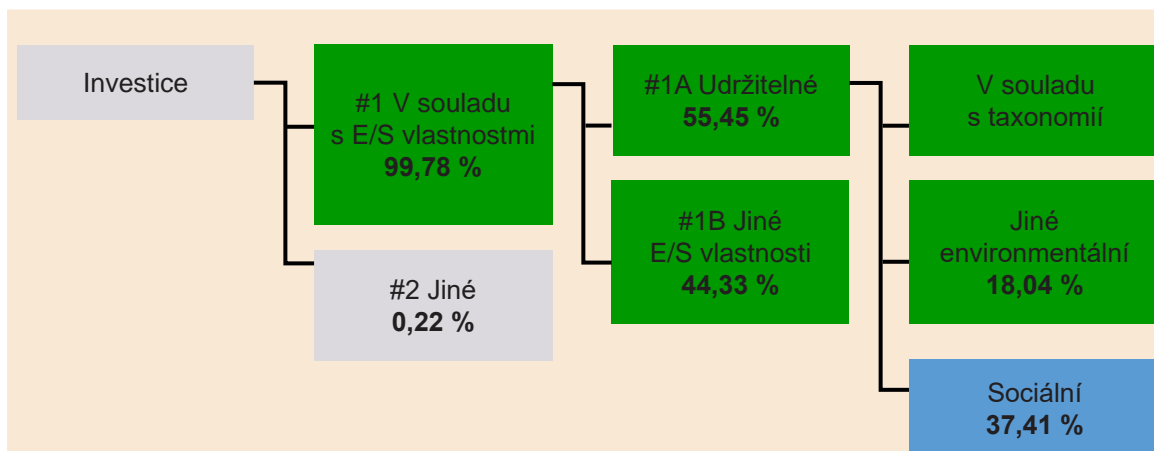 Investice
#1 V souladu
s E/S vlastnostmi
99,78 %
#2 Jiné
0,22 %
#1A Udržitelné
55,45 %
#1B Jiné
E/S vlastnosti
44,33 %
V souladu
s taxonomií
Jiné
environmentální
18,04 %
Sociální
37,41 %